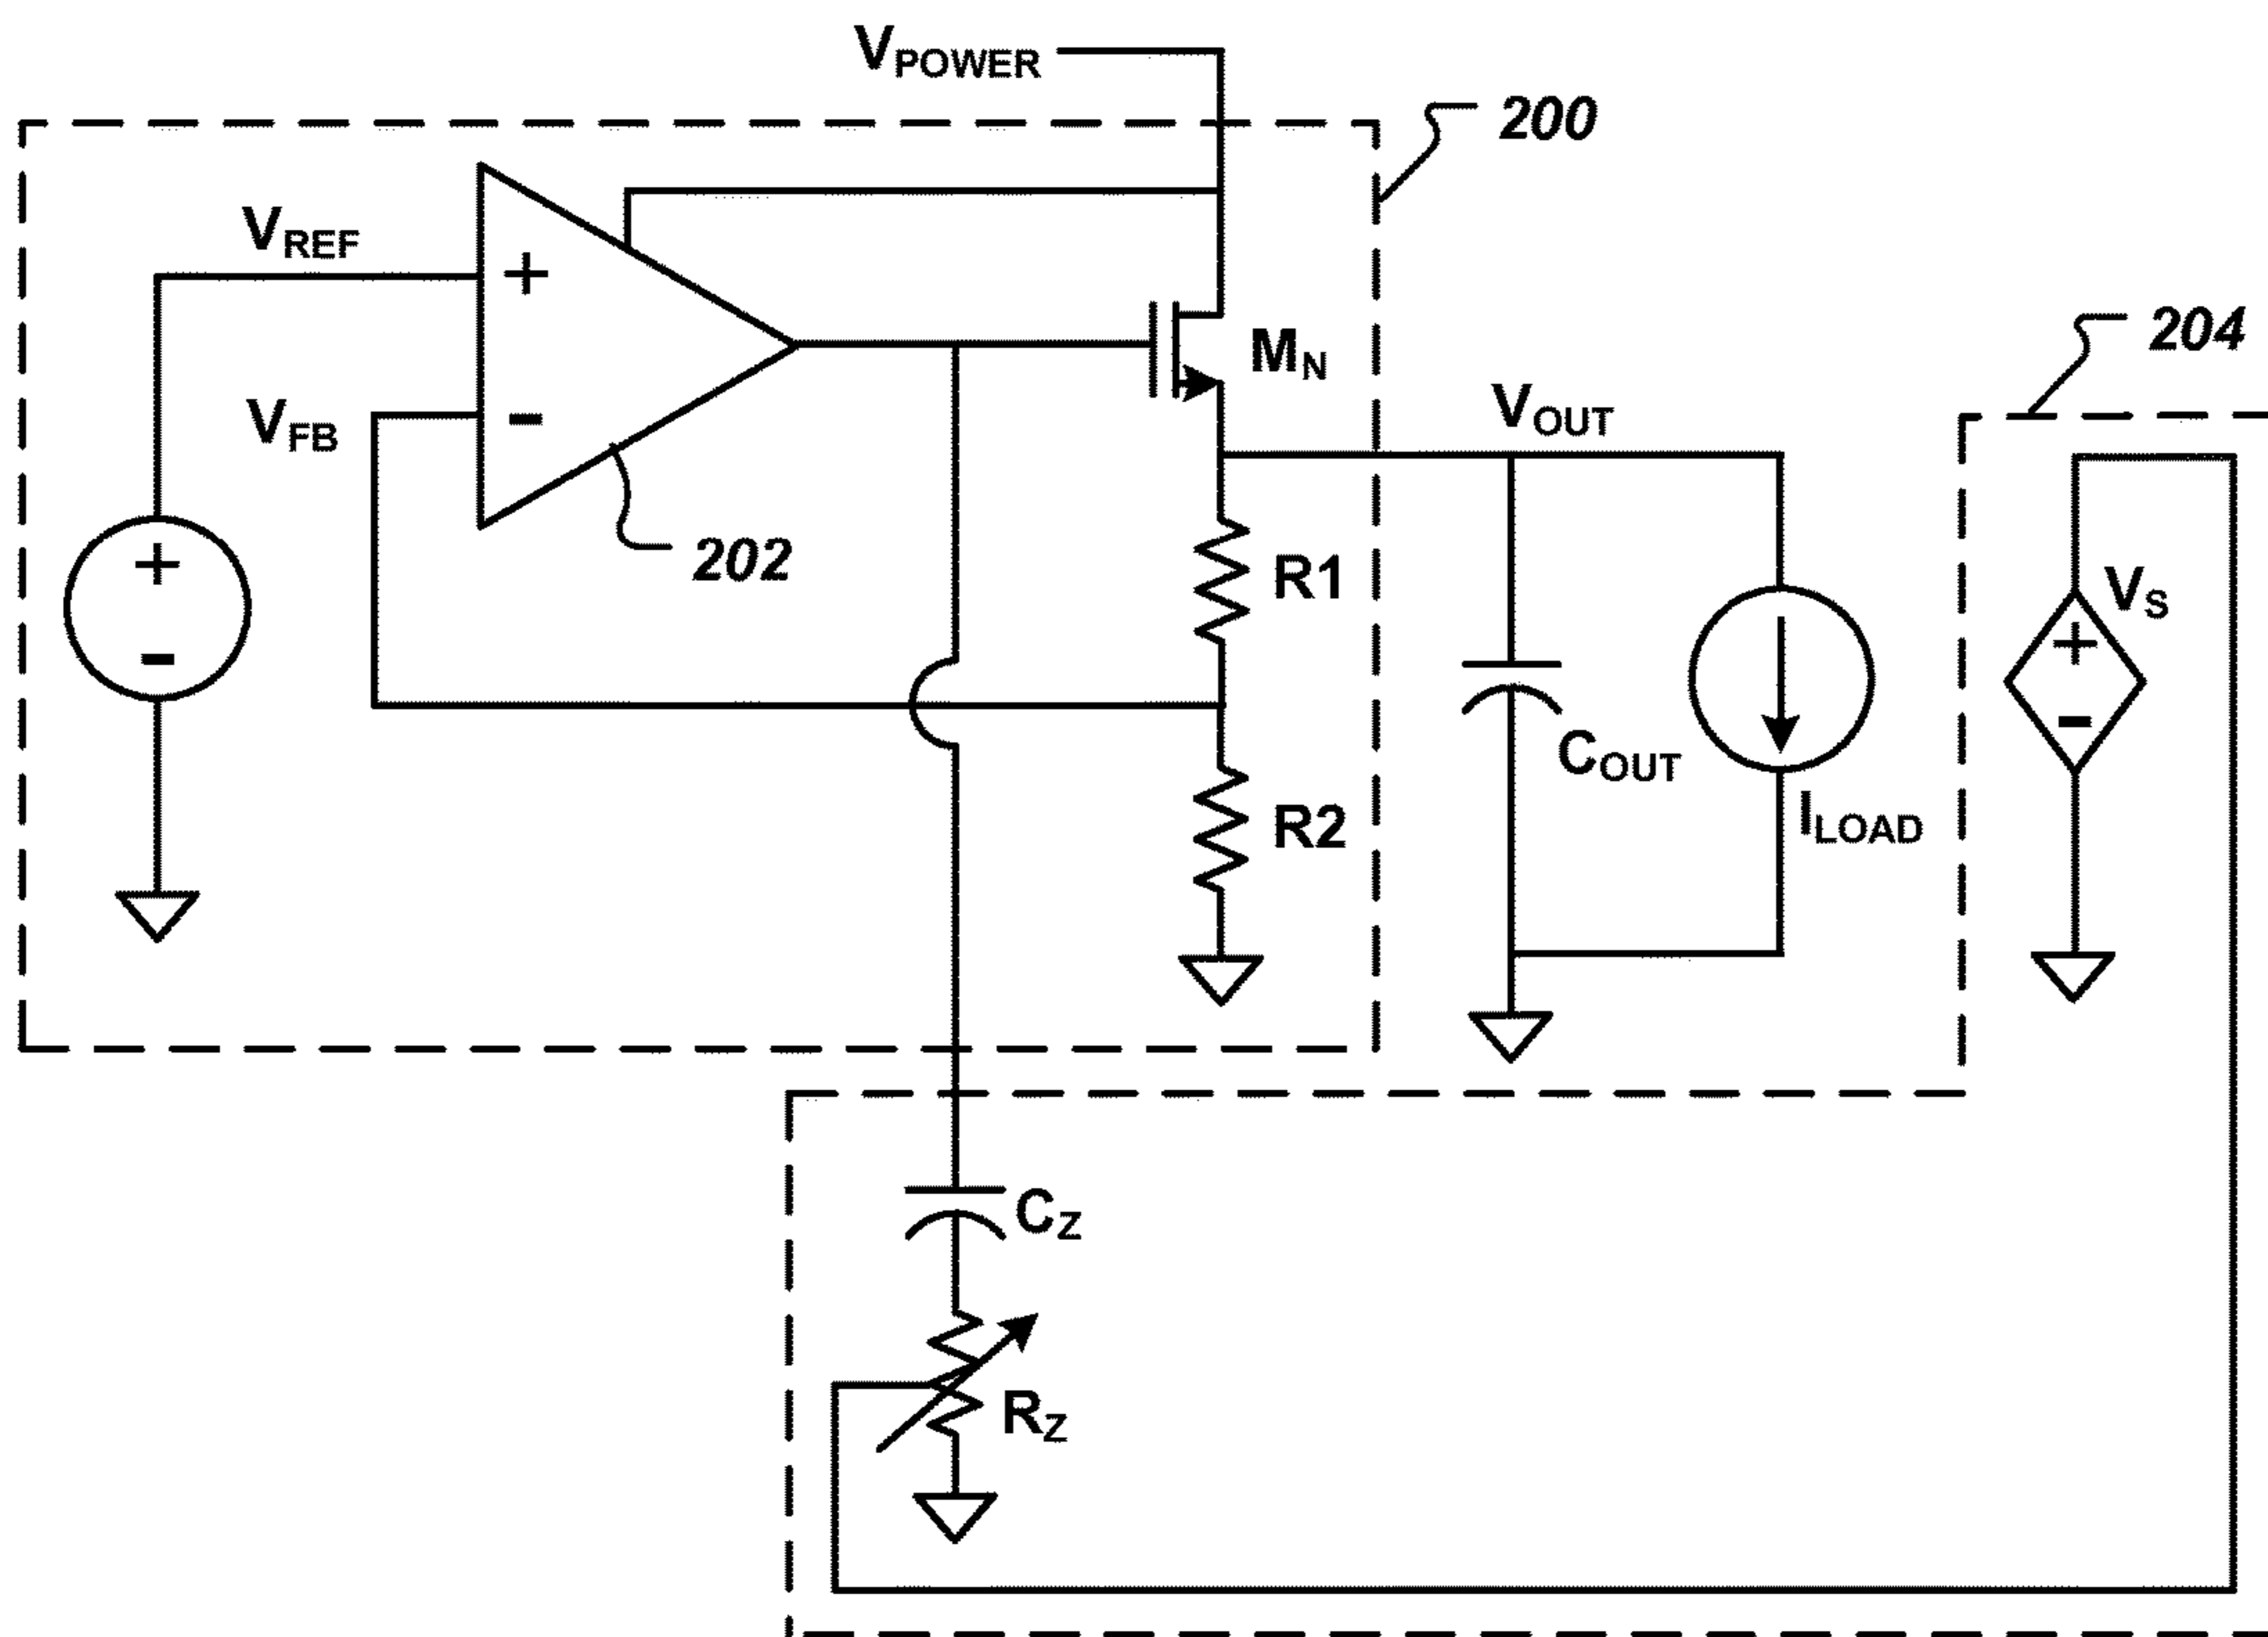 VPOWER
200
VREF
+
VFB
-
MN
204
VOUT
202
+
-
R1
VS
+
-
COUT
ILOAD
R2
CZ
RZ